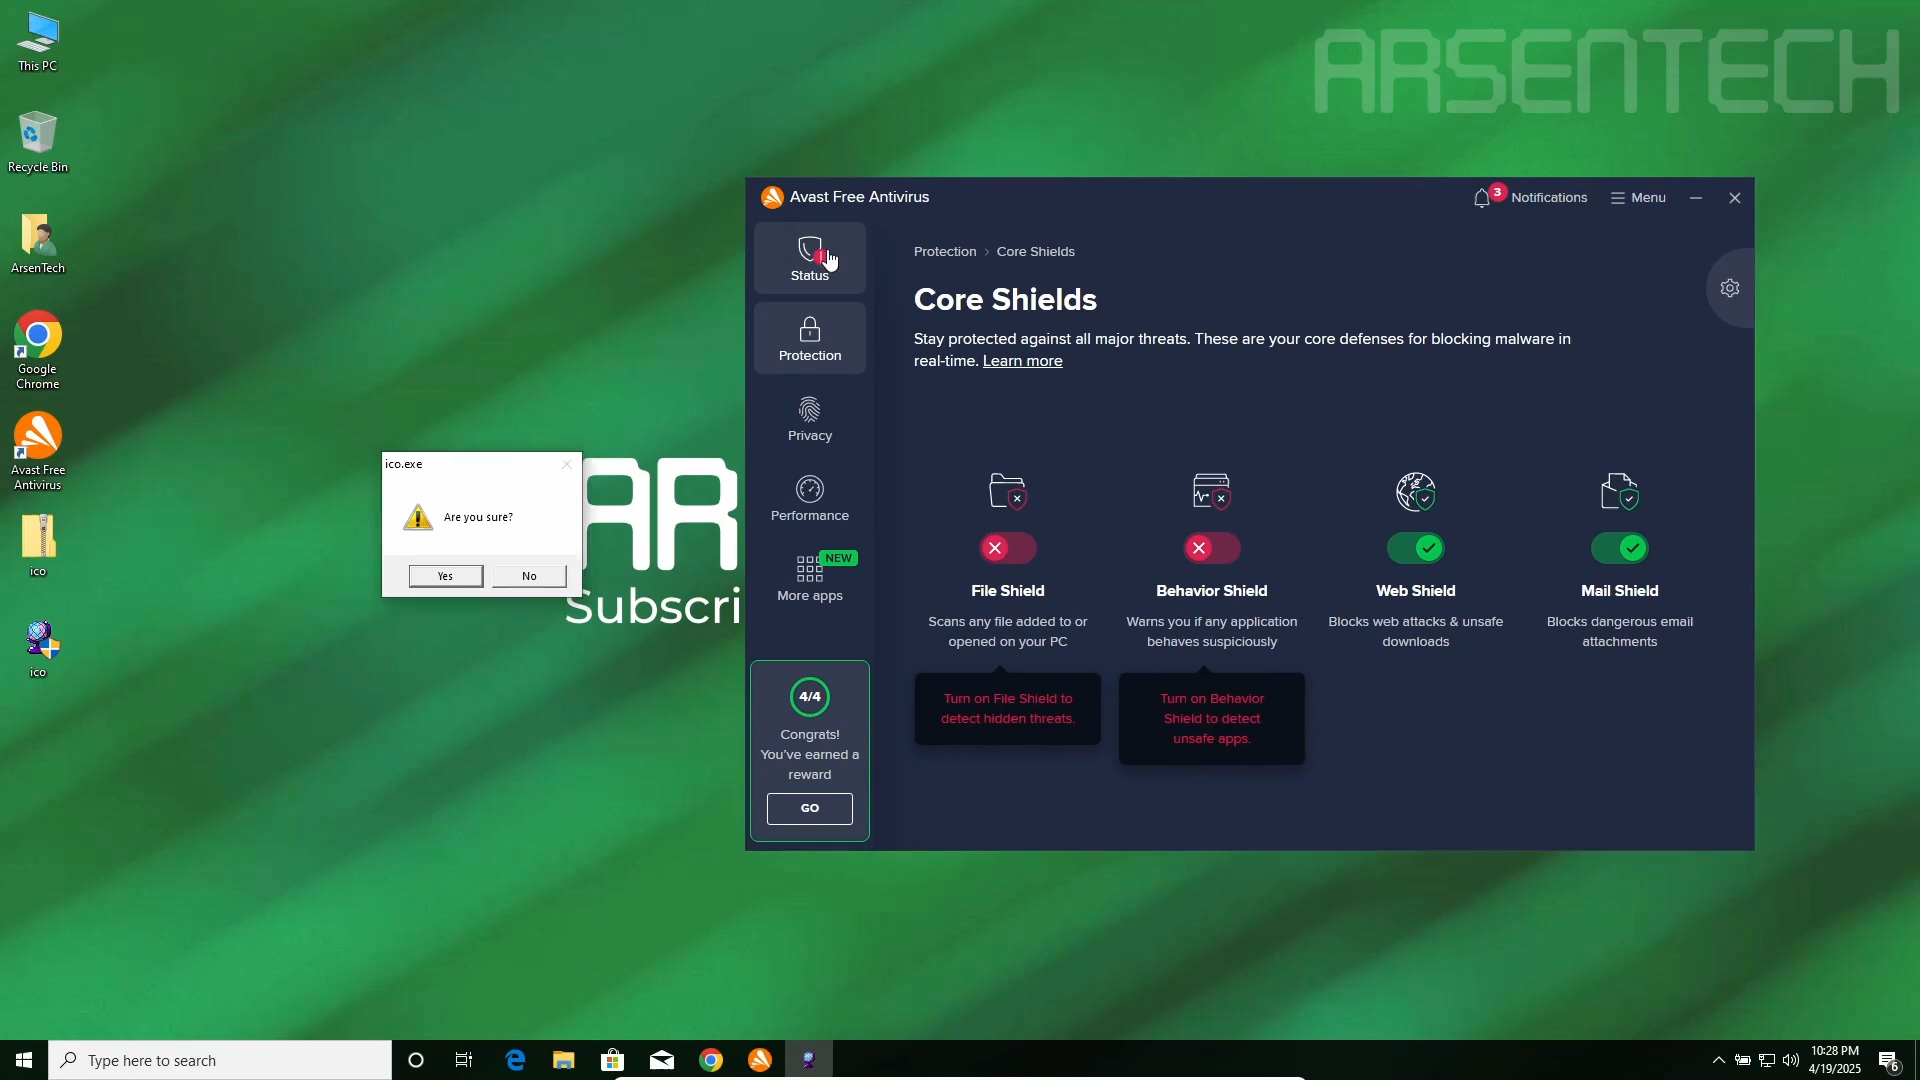 ARSENTECH
This PC
Recycle Bin
ArsenTech
Google
Chrome
Avast Free
Antivirus
ico
ico
ico.exe
Are you sure?
Yes
No
AR
Subscri
Avast Free Antivirus
3
Notifications
Menu
Status
Protection
Privacy
Performance
NEW
More apps
4/4
Congrats!
You've earned a
reward
GO
Protection › Core Shields
Core Shields
Stay protected against all major threats. These are your core defenses for blocking malware in
real-time. Learn more
File Shield
Scans any file added to or
opened on your PC
Turn on File Shield to
detect hidden threats.
Behavior Shield
Warns you if any application
behaves suspiciously
Turn on Behavior
Shield to detect
unsafe apps.
Web Shield
Blocks web attacks & unsafe
downloads
Mail Shield
Blocks dangerous email
attachments
Type here to search
10:28 PM
4/19/2025
6